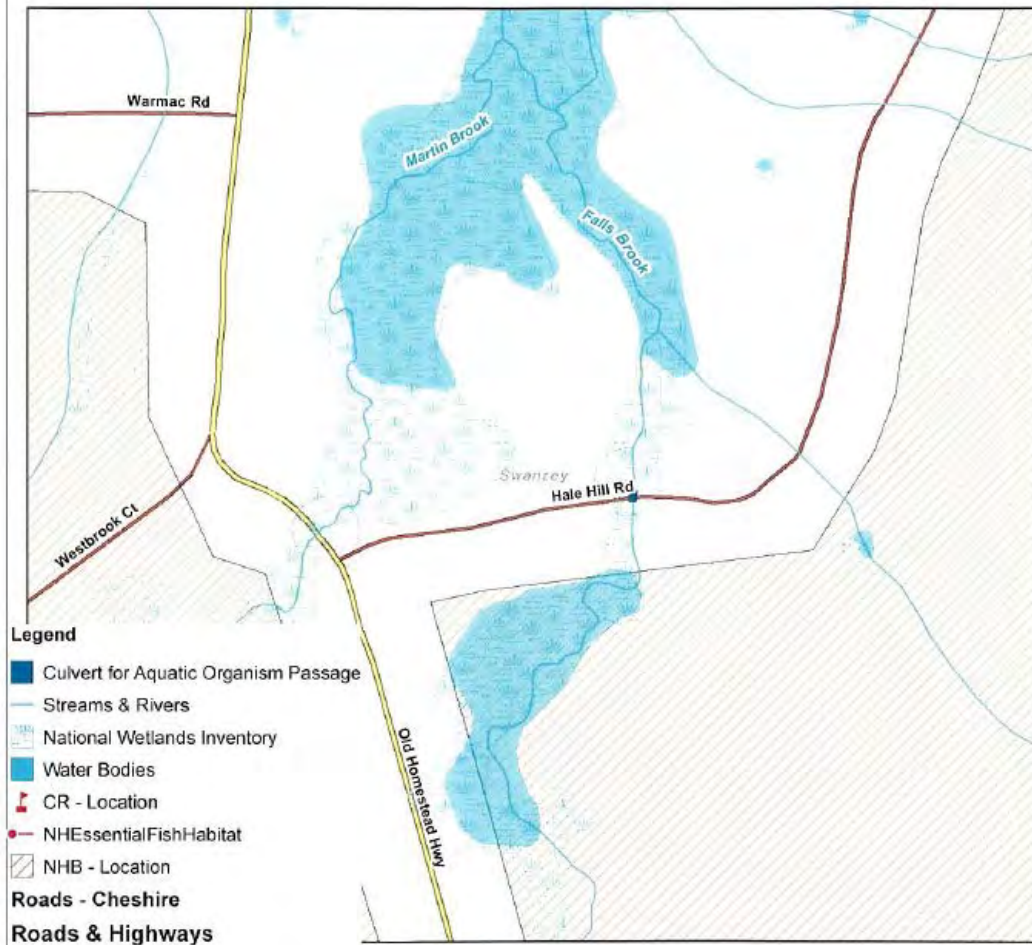 Warmac Rd
Martin Brook
Falls Brook
Swanzey
Hale Hill Rd
Westbrook Ct
Old Homestead Hwy
Legend
Culvert for Aquatic Organism Passage
Streams & Rivers
National Wetlands Inventory
Water Bodies
CR - Location
NHEssentialFishHabitat
NHB - Location
Roads - Cheshire
Roads & Highways